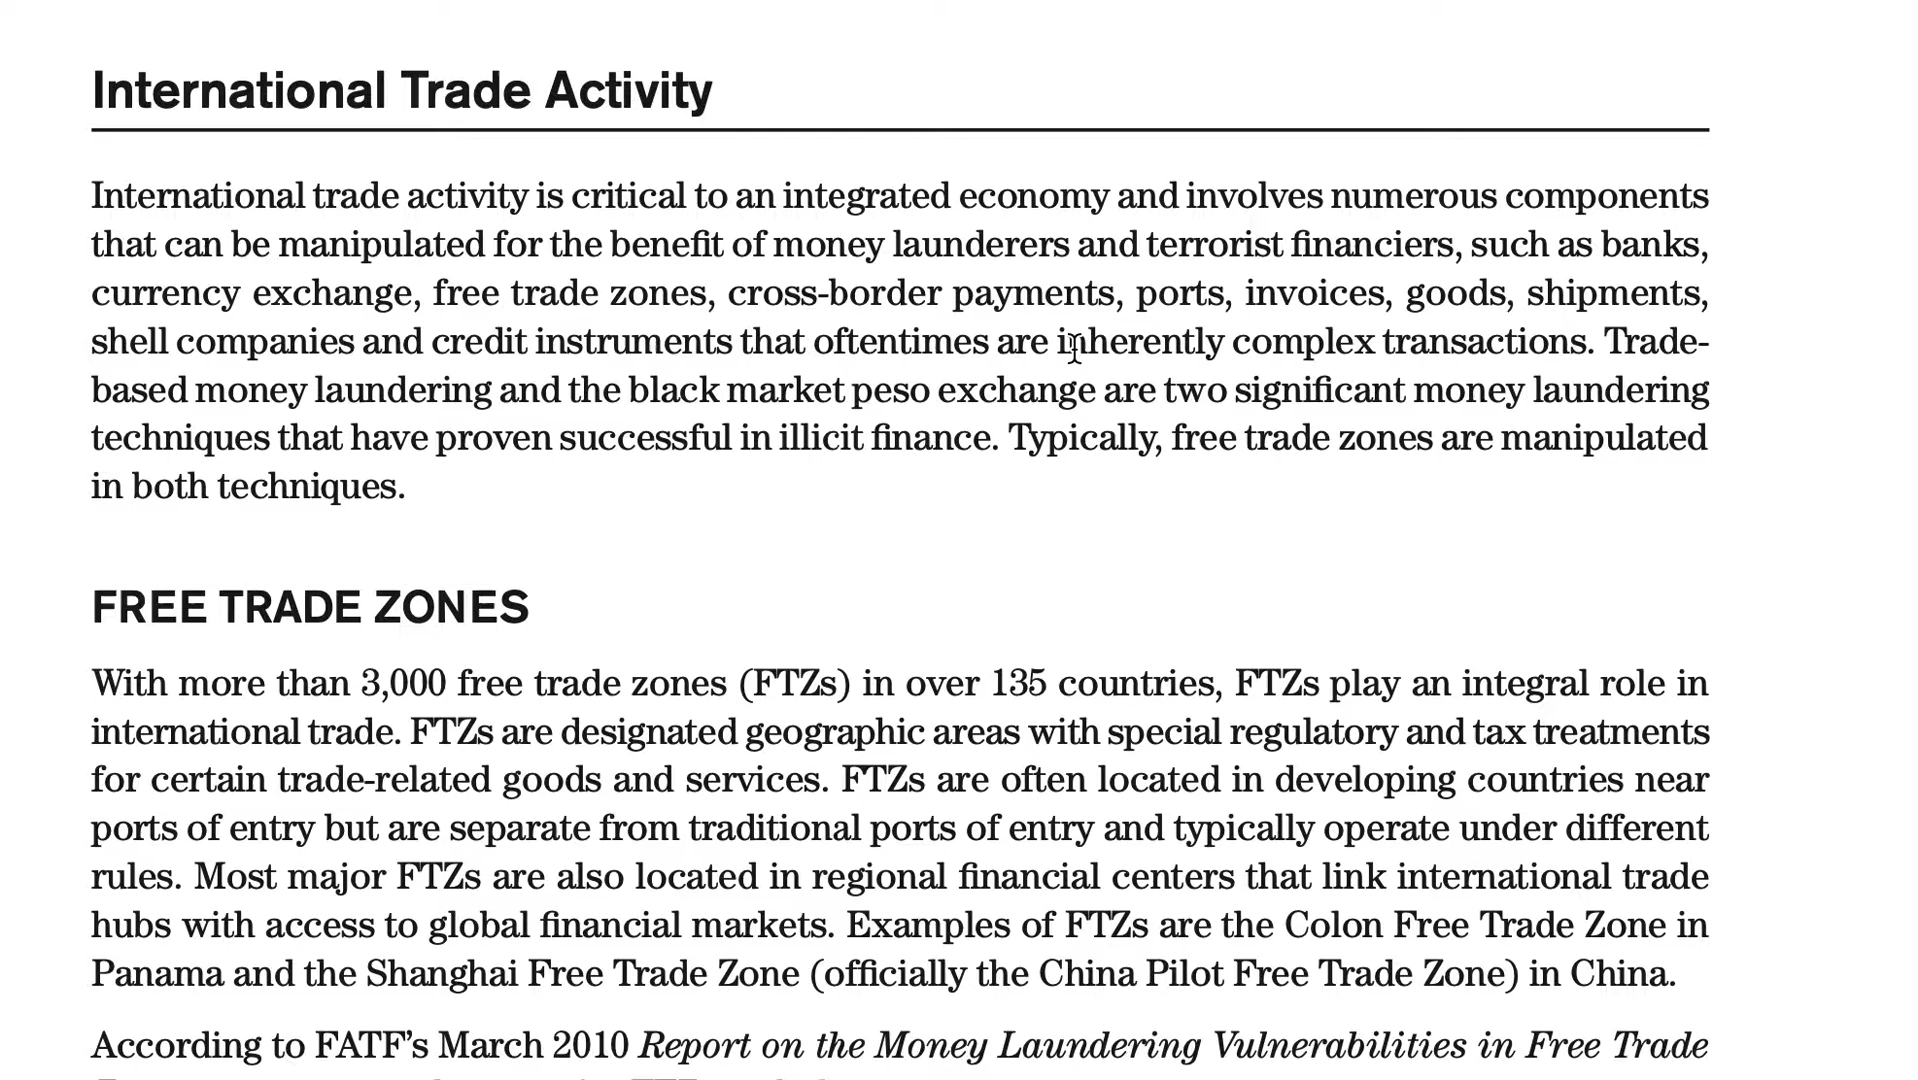 International Trade Activity
International trade activity is critical to an integrated economy and involves numerous components
that can be manipulated for the benefit of money launderers and terrorist financiers, such as banks,
currency exchange, free trade zones, cross-border payments, ports, invoices, goods, shipments,
shell companies and credit instruments that oftentimes are inherently complex transactions. Trade-
based money laundering and the black market peso exchange are two significant money laundering
techniques that have proven successful in illicit finance. Typically, free trade zones are manipulated
in both techniques.
FREE TRADE ZONES
With more than 3,000 free trade zones (FTZs) in over 135 countries, FTZs play an integral role in
international trade. FTZs are designated geographic areas with special regulatory and tax treatments
for certain trade-related goods and services. FTZs are often located in developing countries near
ports of entry but are separate from traditional ports of entry and typically operate under different
rules. Most major FTZs are also located in regional financial centers that link international trade
hubs with access to global financial markets. Examples of FTZs are the Colon Free Trade Zone in
Panama and the Shanghai Free Trade Zone (officially the China Pilot Free Trade Zone) in China.
According to FATF’s March 2010 Report on the Money Laundering Vulnerabilities in Free Trade